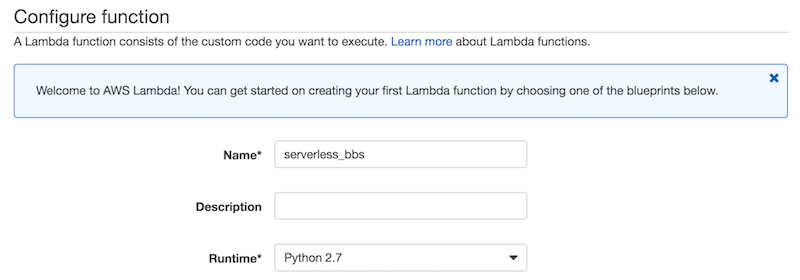 Configure function
A Lambda function consists of the custom code you want to execute. Learn more about Lambda functions.
Welcome to AWS Lambda! You can get started on creating your first Lambda function by choosing one of the blueprints below.
Name* serverless_bbs
Description
Runtime* Python 2.7